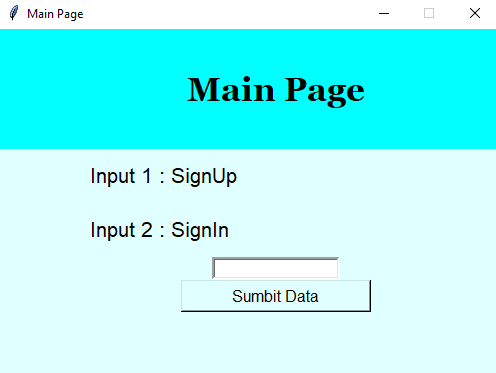 Main Page
Main Page
Input 1 : SignUp
Input 2 : SignIn
Sumbit Data